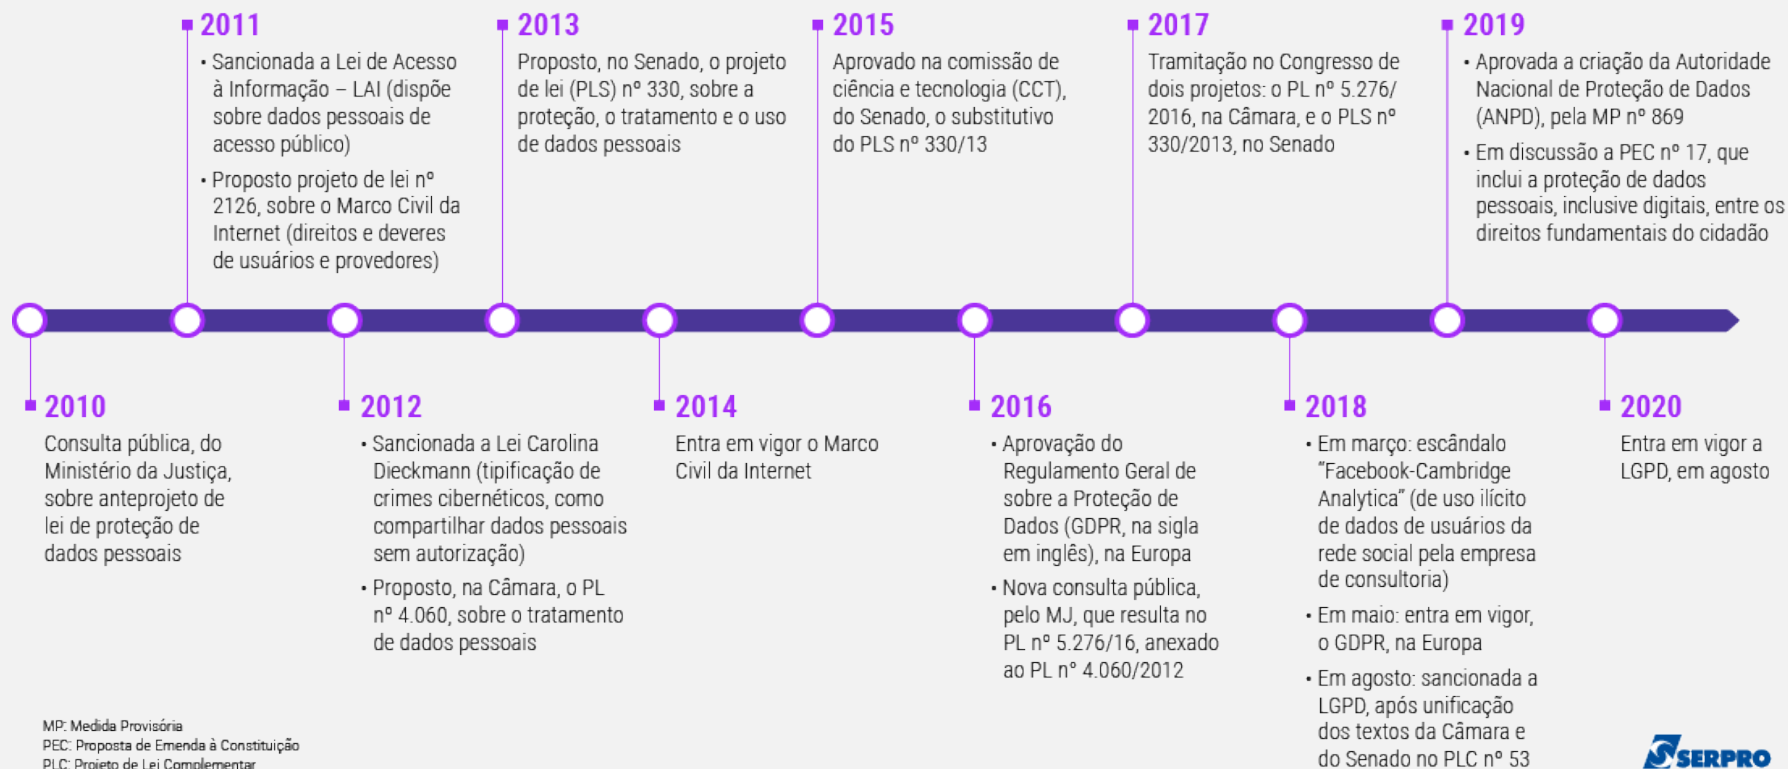 2011
• Sancionada a Lei de Acesso
à Informação – LAI (dispõe
sobre dados pessoais de
acesso público)
• Proposto projeto de lei nº
2126, sobre o Marco Civil da
Internet (direitos e deveres
de usuários e provedores)
2013
Proposto, no Senado, o projeto
de lei (PLS) nº 330, sobre a
proteção, o tratamento e o uso
de dados pessoais
2015
Aprovado na comissão de
ciência e tecnologia (CCT),
do Senado, o substitutivo
do PLS nº 330/13
2017
Tramitação no Congresso de
dois projetos: o PL nº 5.276/
2016, na Câmara, e o PLS nº
330/2013, no Senado
2019
• Aprovada a criação da Autoridade
Nacional de Proteção de Dados
(ANPD), pela MP nº 869
• Em discussão a PEC nº 17, que
inclui a proteção de dados
pessoais, inclusive digitais, entre os
direitos fundamentais do cidadão
2010
Consulta pública, do
Ministério da Justiça,
sobre anteprojeto de
lei de proteção de
dados pessoais
2012
• Sancionada a Lei Carolina
Dieckmann (tipificação de
crimes cibernéticos, como
compartilhar dados pessoais
sem autorização)
• Proposto, na Câmara, o PL
nº 4.060, sobre o tratamento
de dados pessoais
2014
Entra em vigor o Marco
Civil da Internet
2016
• Aprovação do
Regulamento Geral de
sobre a Proteção de
Dados (GDPR, na sigla
em inglês), na Europa
• Nova consulta pública,
pelo MJ, que resulta no
PL nº 5.276/16, anexado
ao PL n° 4.060/2012
2018
• Em março: escândalo
“Facebook-Cambridge
Analytica” (de uso ilícito
de dados de usuários da
rede social pela empresa
de consultoria)
• Em maio: entra em vigor,
o GDPR, na Europa
• Em agosto: sancionada a
LGPD, após unificação
dos textos da Câmara e
do Senado no PLC nº 53
2020
Entra em vigor a
LGPD, em agosto
MP: Medida Provisória
PEC: Proposta de Emenda à Constituição
PLC: Projeto de Lei Complementar
SERPRO